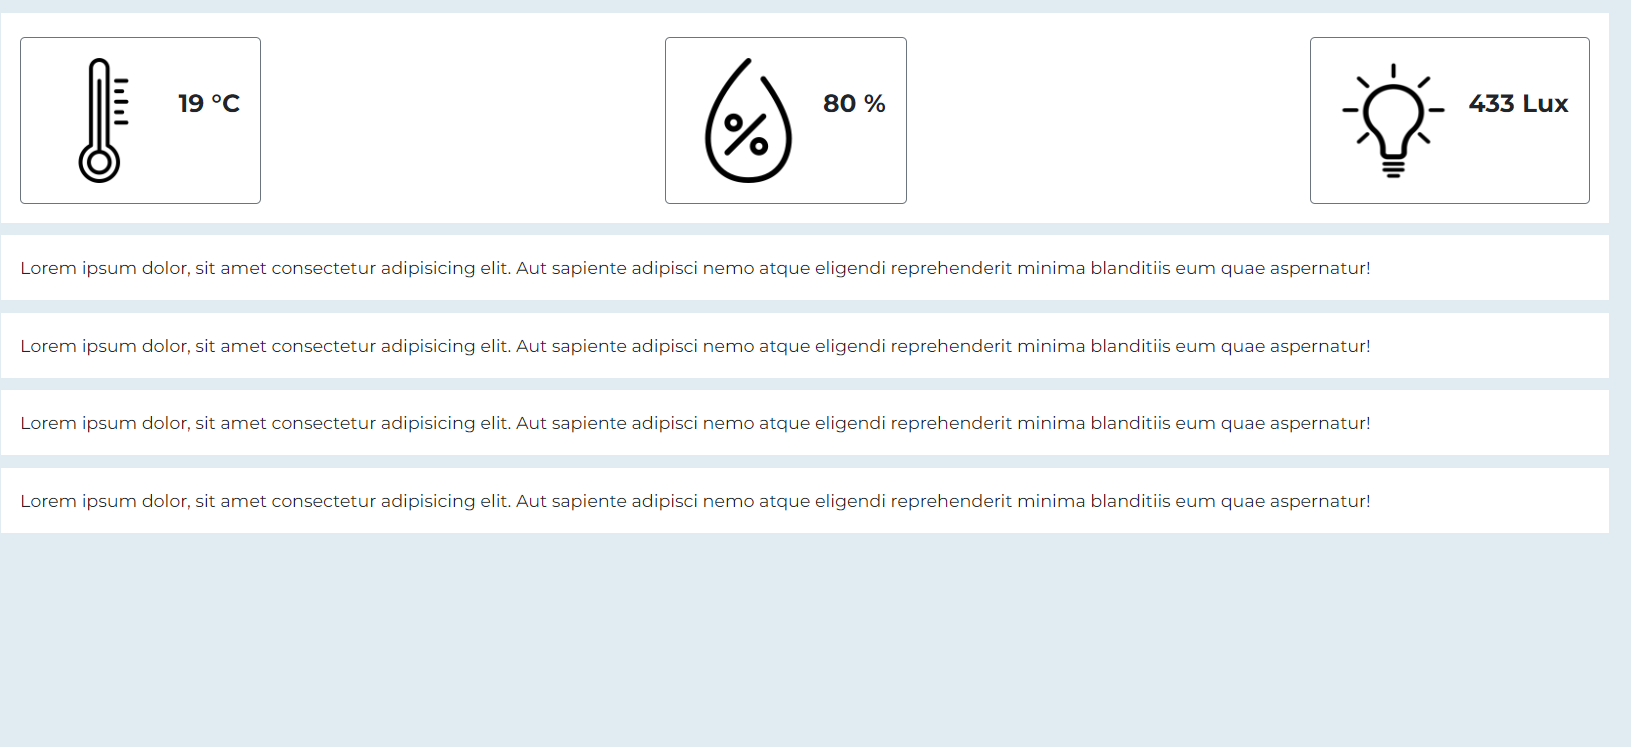 19 °C
80 %
433 Lux
Lorem ipsum dolor, sit amet consectetur adipisicing elit. Aut sapiente adipisci nemo atque eligendi reprehenderit minima blanditiis eum quae aspernatur!
Lorem ipsum dolor, sit amet consectetur adipisicing elit. Aut sapiente adipisci nemo atque eligendi reprehenderit minima blanditiis eum quae aspernatur!
Lorem ipsum dolor, sit amet consectetur adipisicing elit. Aut sapiente adipisci nemo atque eligendi reprehenderit minima blanditiis eum quae aspernatur!
Lorem ipsum dolor, sit amet consectetur adipisicing elit. Aut sapiente adipisci nemo atque eligendi reprehenderit minima blanditiis eum quae aspernatur!